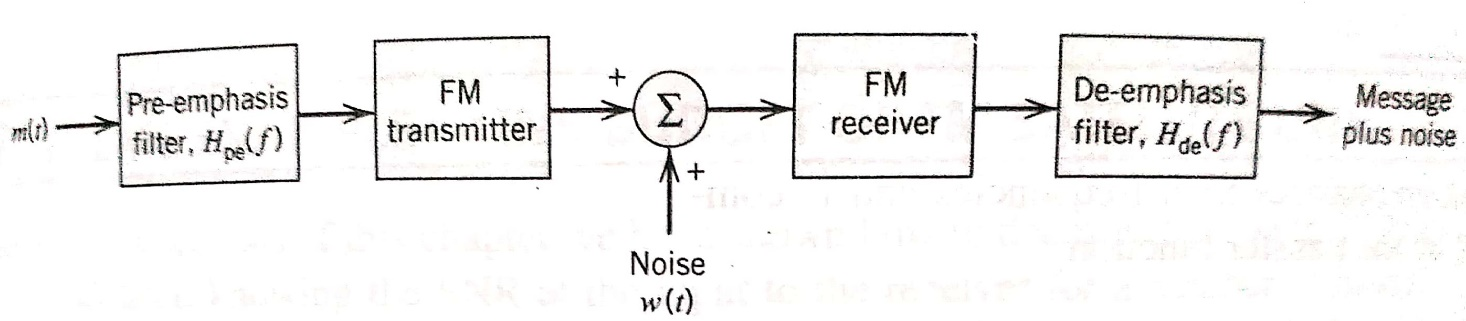 m(t)
Pre-emphasis
filter, Hpe(f)
FM
transmitter
+
Σ
+
Noise
w(t)
FM
receiver
De-emphasis
filter, Hde(f)
Message
plus noise